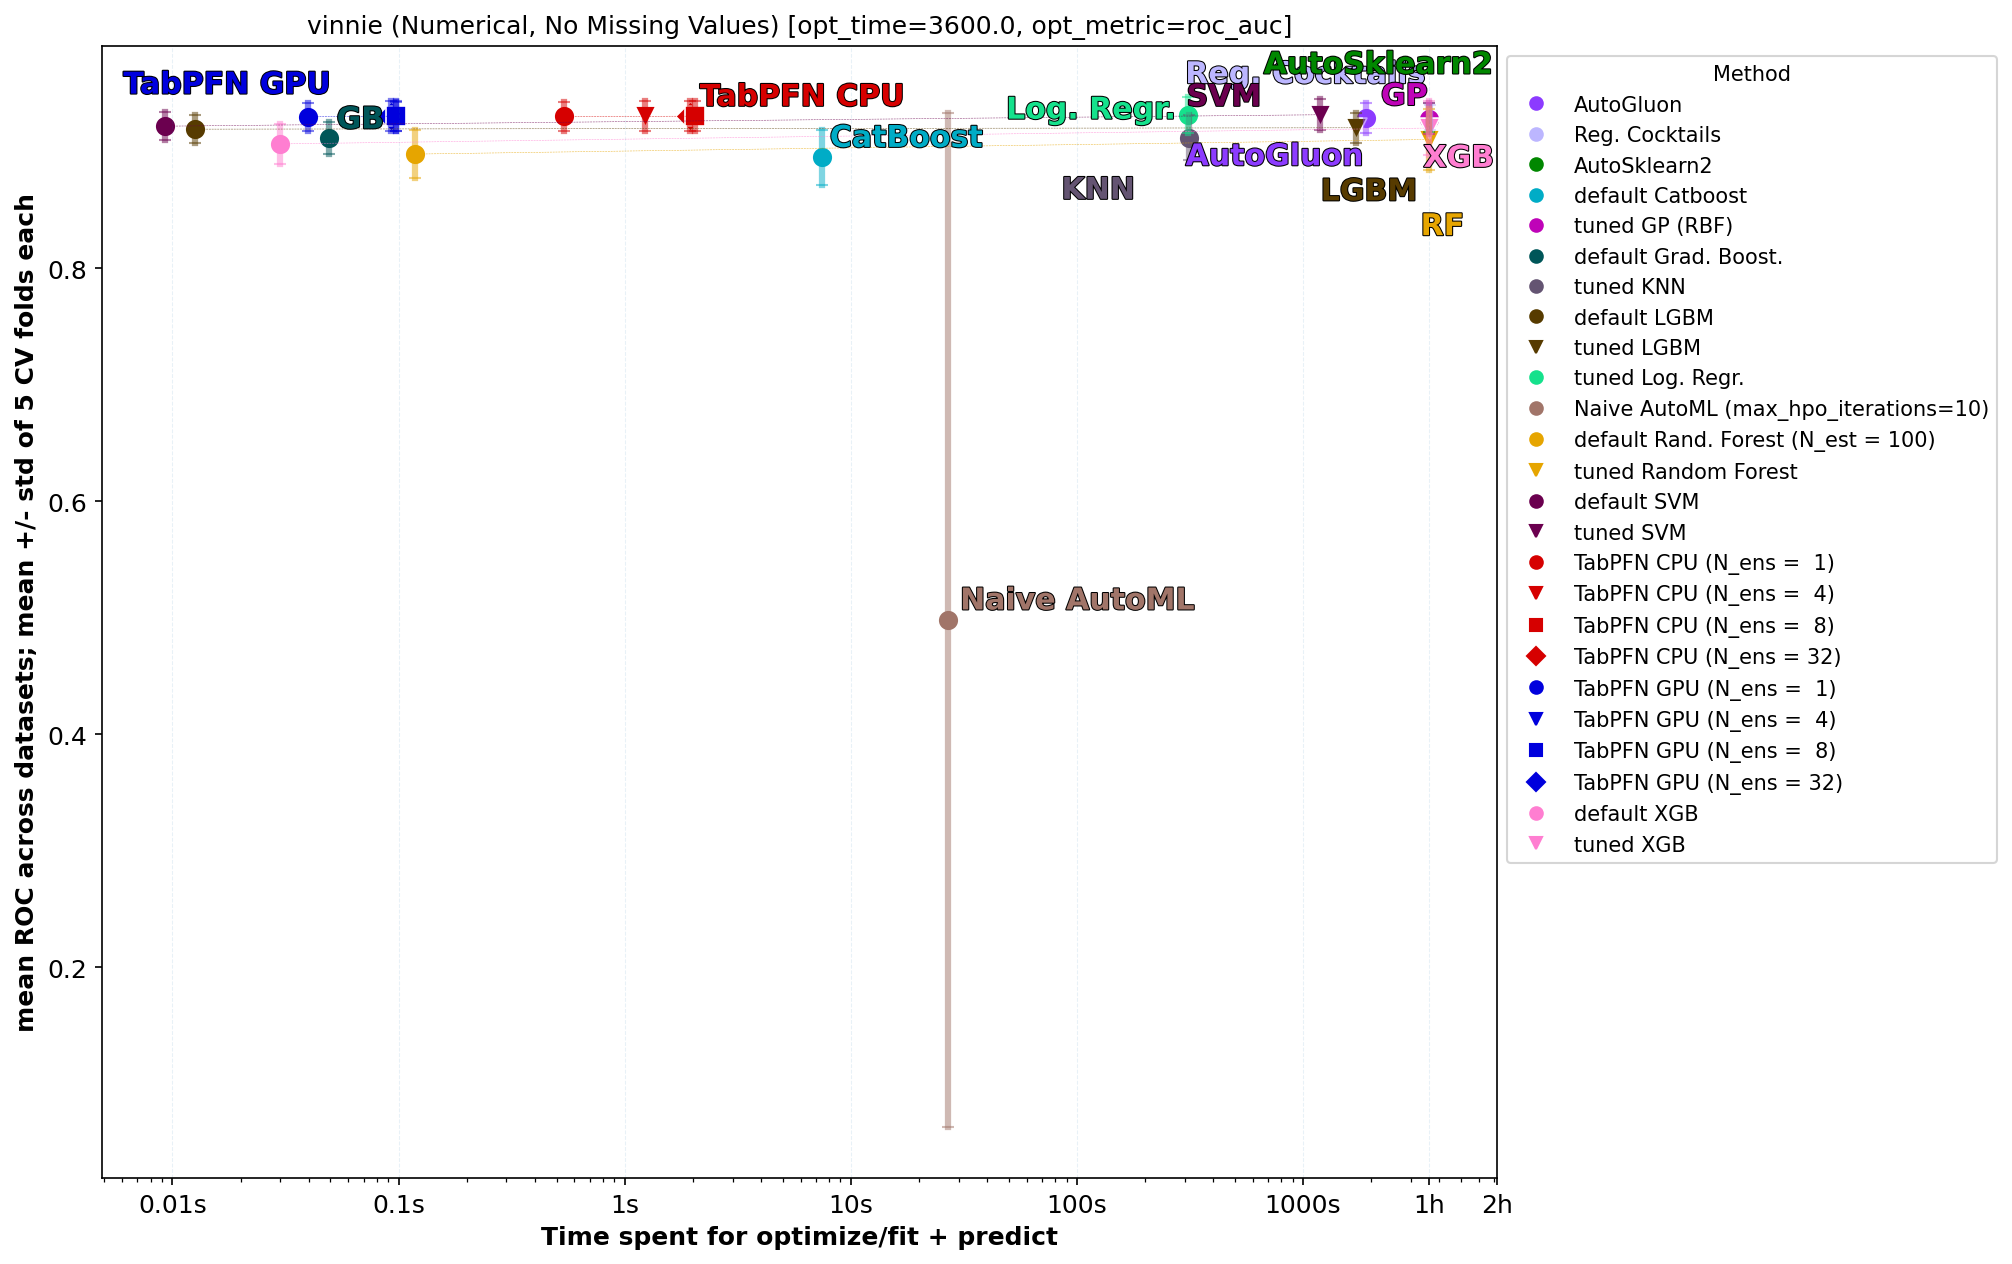 vinnie (Numerical, No Missing Values) [opt_time=3600.0, opt_metric=roc_auc]
mean ROC across datasets; mean +/- std of 5 CV folds each
0.8
0.6
0.4
0.2
TabPFN GPU
GB
TabPFN CPU
CatBoost
Naive AutoML
Log. Regr.
KNN
Reg. Cocktails
AutoSklearn2
SVM
GP
AutoGluon
XGB
LGBM
RF
0.01s 0.1s 1s 10s 100s 1000s 1h 2h
Time spent for optimize/fit + predict
Method
AutoGluon
Reg. Cocktails
AutoSklearn2
default Catboost
tuned GP (RBF)
default Grad. Boost.
tuned KNN
default LGBM
tuned LGBM
tuned Log. Regr.
Naive AutoML (max_hpo_iterations=10)
default Rand. Forest (N_est = 100)
tuned Random Forest
default SVM
tuned SVM
TabPFN CPU (N_ens =  1)
TabPFN CPU (N_ens =  4)
TabPFN CPU (N_ens =  8)
TabPFN CPU (N_ens = 32)
TabPFN GPU (N_ens =  1)
TabPFN GPU (N_ens =  4)
TabPFN GPU (N_ens =  8)
TabPFN GPU (N_ens = 32)
default XGB
tuned XGB